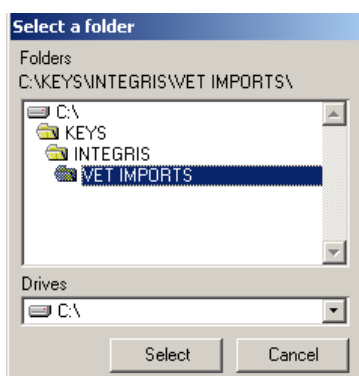 Select a folder
Folders
C:\KEYS\INTEGRIS\VET IMPORTS\
C:\
KEYS
INTEGRIS
VET IMPORTS
Drives
C:\
Select Cancel